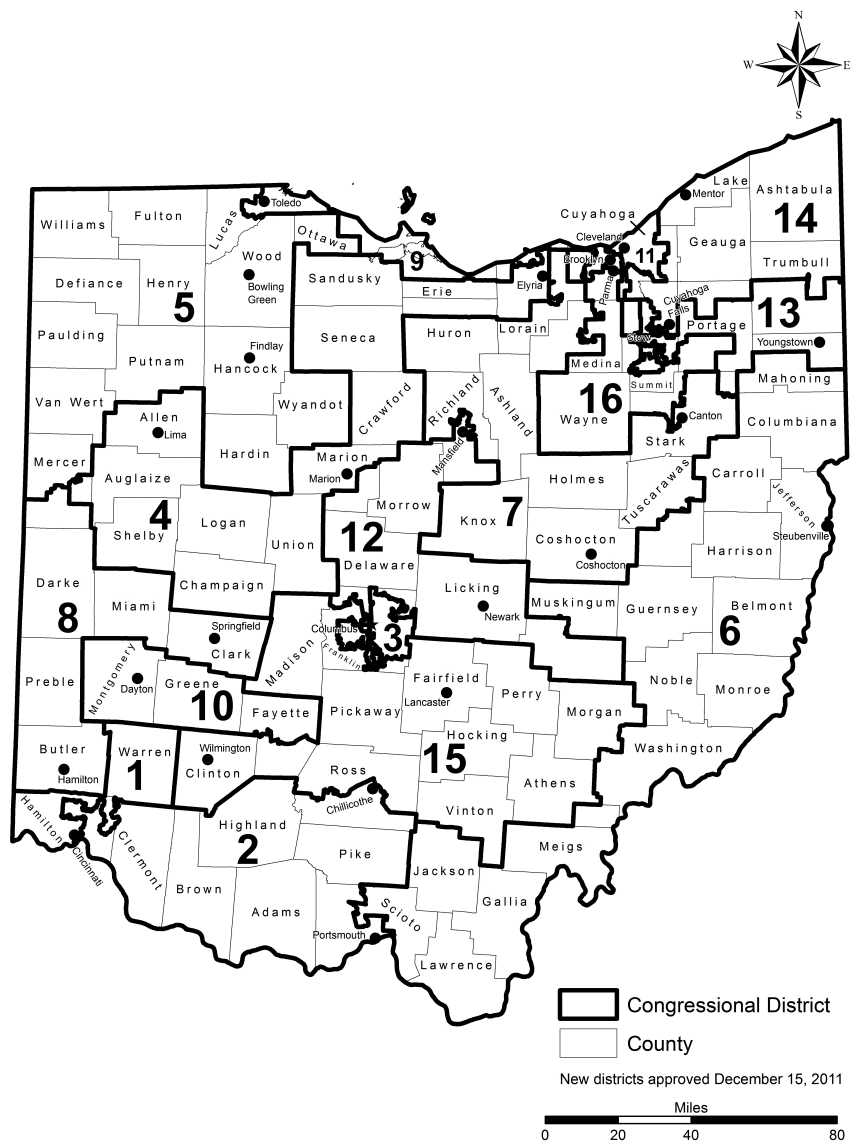 N
W
E
S
Lake
Mentor
Ashtabula
14
Cuyahoga
Geauga
Trumbull
Williams
Fulton
Lucas
Toledo
Ottawa
Wood
9
Cleveland
Brooklyn
11
Parma
Elyria
Defiance
Henry
5
Bowling
Green
Sandusky
Erie
Cuyahoga
Falls
Stow
Portage
13
Youngstown
Paulding
Putnam
Findlay
Hancock
Seneca
Huron
Lorain
Medina
Summit
Mahoning
Van Wert
Allen
Lima
Wyandot
Crawford
Richland
Ashland
16
Wayne
Canton
Stark
Columbiana
Mercer
Auglaize
Hardin
Marion
Marion
Mansfield
Holmes
Tuscarawas
Carroll
Jefferson
Steubenville
4
Shelby
Logan
Union
Morrow
12
Delaware
Knox
7
Coshocton
Coshocton
Harrison
Darke
8
Miami
Champaign
Licking
Newark
Muskingum
Guernsey
Belmont
6
Springfield
Clark
Madison
Columbus
3
Franklin
Preble
Montgomery
Dayton
Greene
10
Fayette
Pickaway
Fairfield
Lancaster
Perry
Morgan
Noble
Monroe
Butler
Hamilton
Warren
1
Wilmington
Clinton
Ross
Chillicothe
Hocking
15
Athens
Washington
Vinton
Hamilton
Cincinnati
Clermont
Highland
2
Pike
Jackson
Meigs
Brown
Adams
Scioto
Portsmouth
Gallia
Lawrence
Congressional District
County
New districts approved December 15, 2011
Miles
0 20 40 80